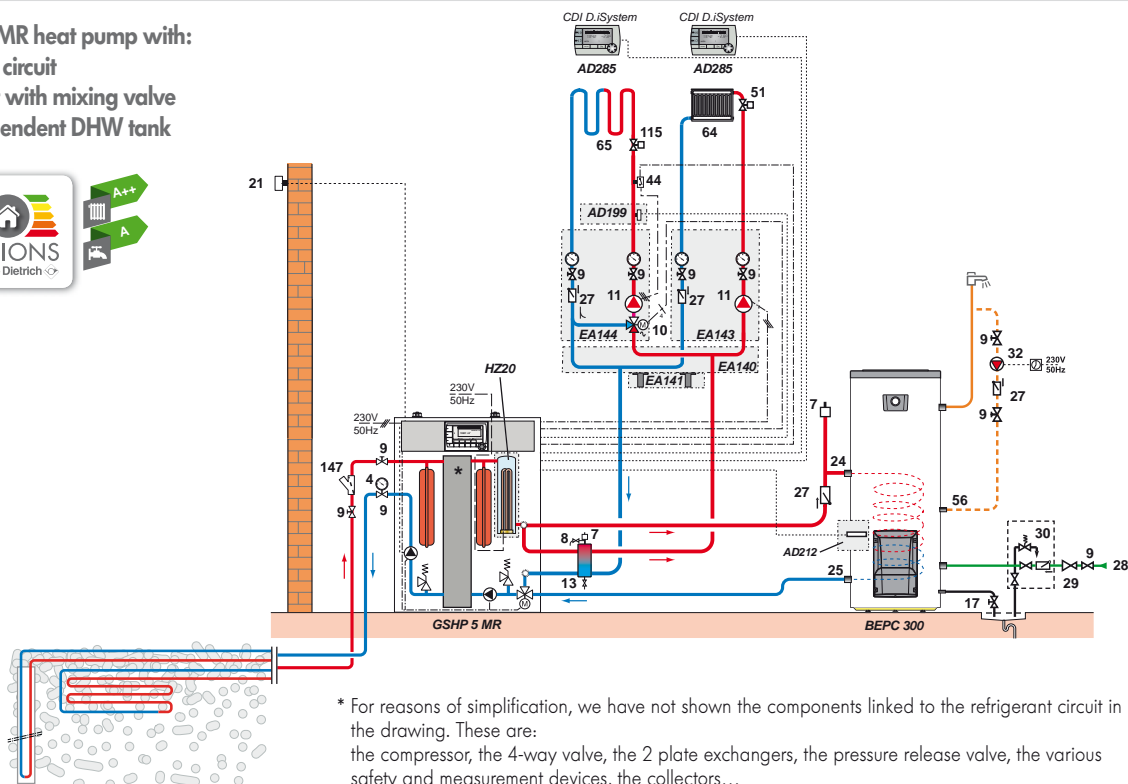 MR heat pump with:
circuit
with mixing valve
endent DHW tank
A++
A
IONS
Dietrich
CDI D.iSystem
CDI D.iSystem
AD285
AD285
51
115
65
64
21
44
AD199
9
9
9
9
27
11
27
11
10
M
EA144
EA143
EA140
EA141
HZ20
230V
50Hz
230V
50Hz
9
147
4
9
9
*
8
7
13
M
GSHP 5 MR
7
24
27
AD212
25
BEPC 300
9
32
230V
50Hz
27
9
56
30
9
28
29
17
* For reasons of simplification, we have not shown the components linked to the refrigerant circuit in
the drawing. These are:
the compressor, the 4-way valve, the 2 plate exchangers, the pressure release valve, the various
safety and measurement devices, the collectors…